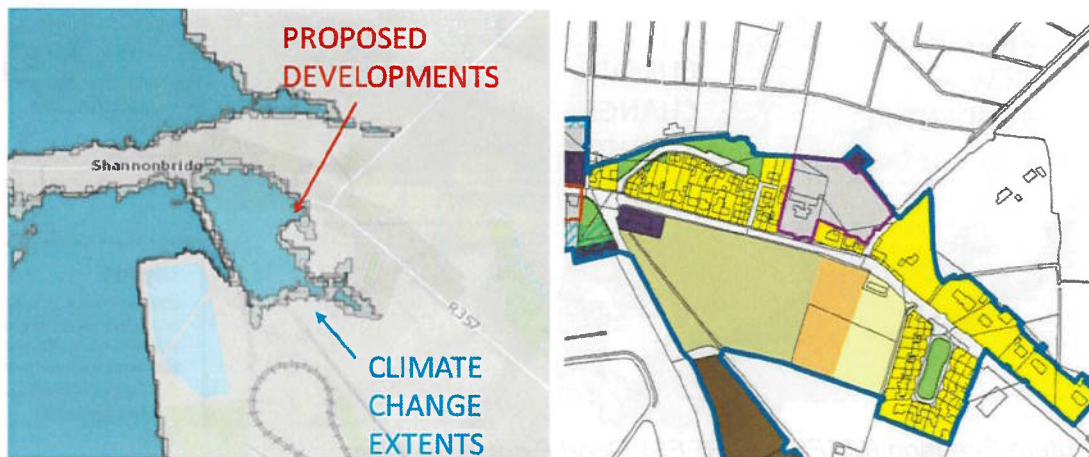 PROPOSED
DEVELOPMENTS
Shannonbridge
R357
CLIMATE
CHANGE
EXTENTS